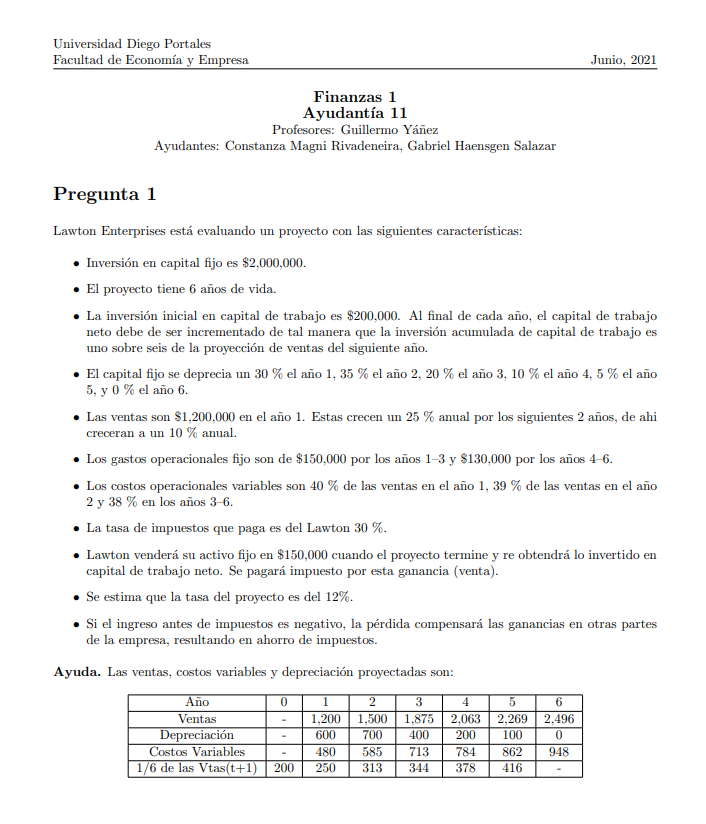 Universidad Diego Portales
Facultad de Economía y Empresa Junio, 2021
Finanzas 1
Ayudantía 11
Profesores: Guillermo Yáñez
Ayudantes: Constanza Magni Rivadeneira, Gabriel Haensgen Salazar
Pregunta 1
Lawton Enterprises está evaluando un proyecto con las siguientes características:
• Inversión en capital fijo es $2,000,000.
• El proyecto tiene 6 años de vida.
• La inversión inicial en capital de trabajo es $200,000. Al final de cada año, el capital de trabajo
neto debe de ser incrementado de tal manera que la inversión acumulada de capital de trabajo es
uno sobre seis de la proyección de ventas del siguiente año.
• El capital fijo se deprecia un 30 % el año 1, 35 % el año 2, 20 % el año 3, 10 % el año 4, 5 % el año
5, y 0 % el año 6.
• Las ventas son $1,200,000 en el año 1. Estas crecen un 25 % anual por los siguientes 2 años, de ahi
creceran a un 10 % anual.
• Los gastos operacionales fijo son de $150,000 por los años 1–3 y $130,000 por los años 4–6.
• Los costos operacionales variables son 40 % de las ventas en el año 1, 39 % de las ventas en el año
2 y 38 % en los años 3–6.
• La tasa de impuestos que paga es del Lawton 30 %.
• Lawton venderá su activo fijo en $150,000 cuando el proyecto termine y re obtendrá lo invertido en
capital de trabajo neto. Se pagará impuesto por esta ganancia (venta).
• Se estima que la tasa del proyecto es del 12%.
• Si el ingreso antes de impuestos es negativo, la pérdida compensará las ganancias en otras partes
de la empresa, resultando en ahorro de impuestos.
Ayuda. Las ventas, costos variables y depreciación proyectadas son:
Año 0 1 2 3 4 5 6
Ventas - 1,200 1,500 1,875 2,063 2,269 2,496
Depreciación - 600 700 400 200 100 0
Costos Variables - 480 585 713 784 862 948
1/6 de las Vtas(t+1) 200 250 313 344 378 416 -